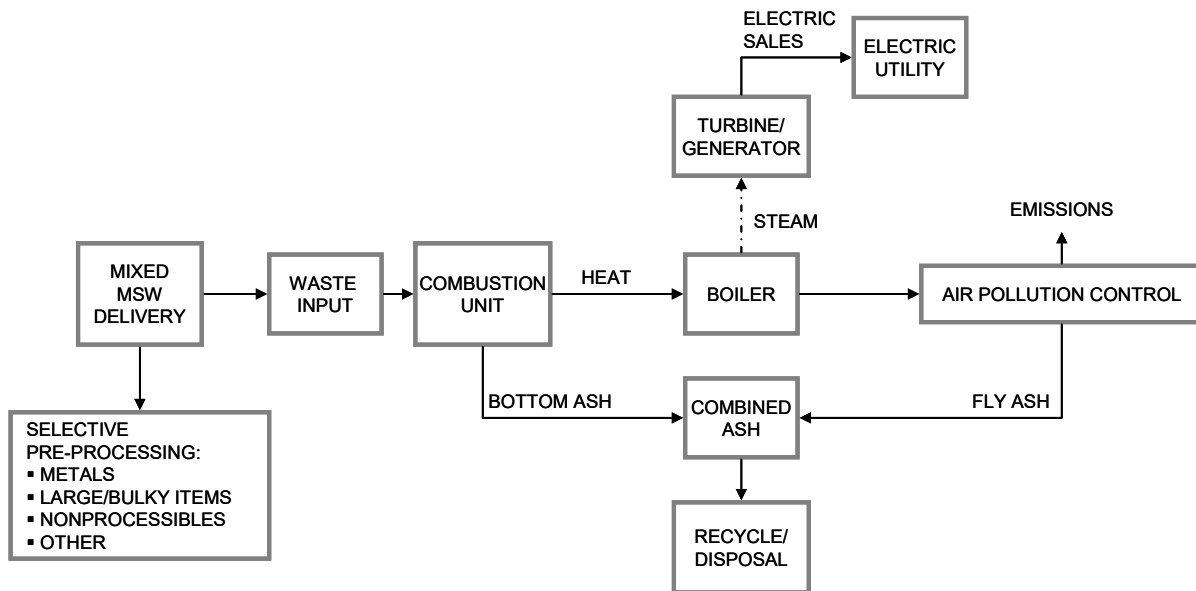 ELECTRIC
SALES
ELECTRIC
UTILITY
TURBINE/
GENERATOR
STEAM
EMISSIONS
MIXED
MSW
DELIVERY
WASTE
INPUT
COMBUSTION
UNIT
HEAT
BOILER
AIR POLLUTION CONTROL
BOTTOM ASH
COMBINED
ASH
FLY ASH
SELECTIVE
PRE-PROCESSING:
▪ METALS
▪ LARGE/BULKY ITEMS
▪ NONPROCESSIBLES
▪ OTHER
RECYCLE/
DISPOSAL